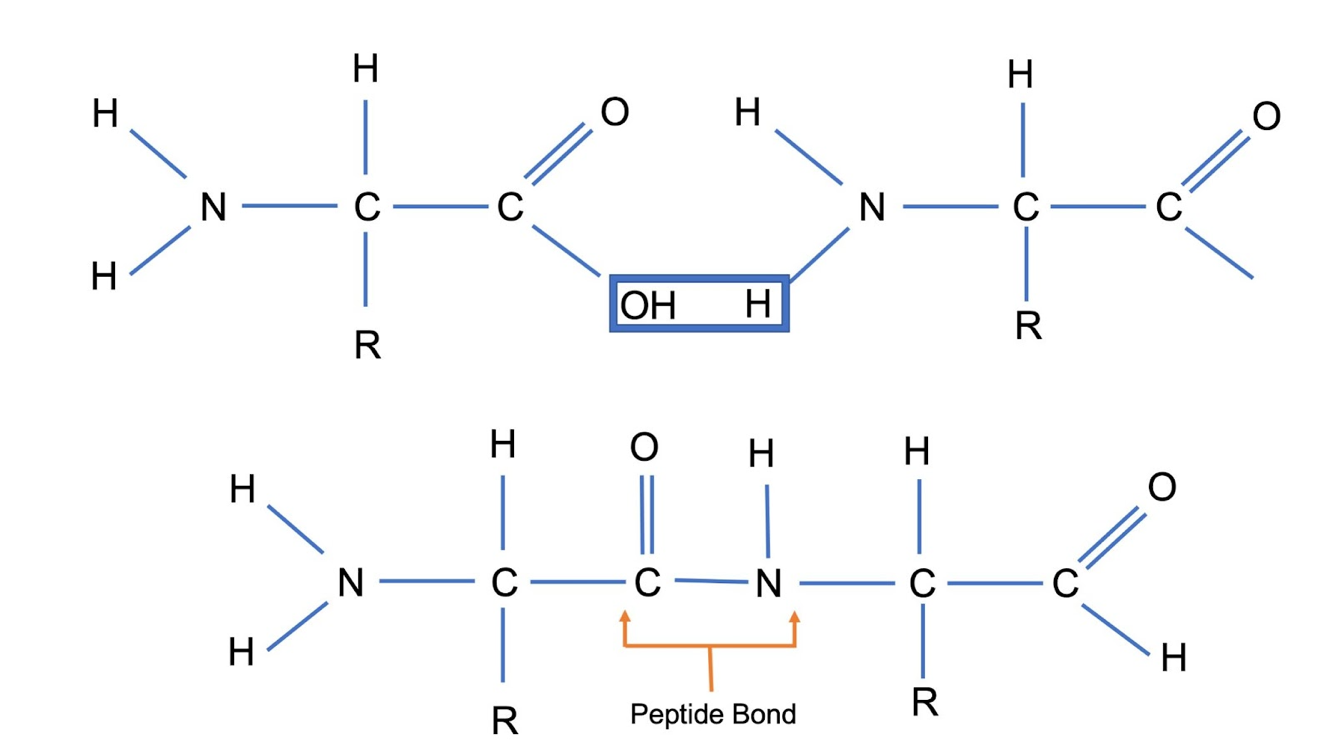 H H O H H O
N C C N C C
H OH H
R R
H H O H H O
N C C N C C
H H
R R
Peptide Bond